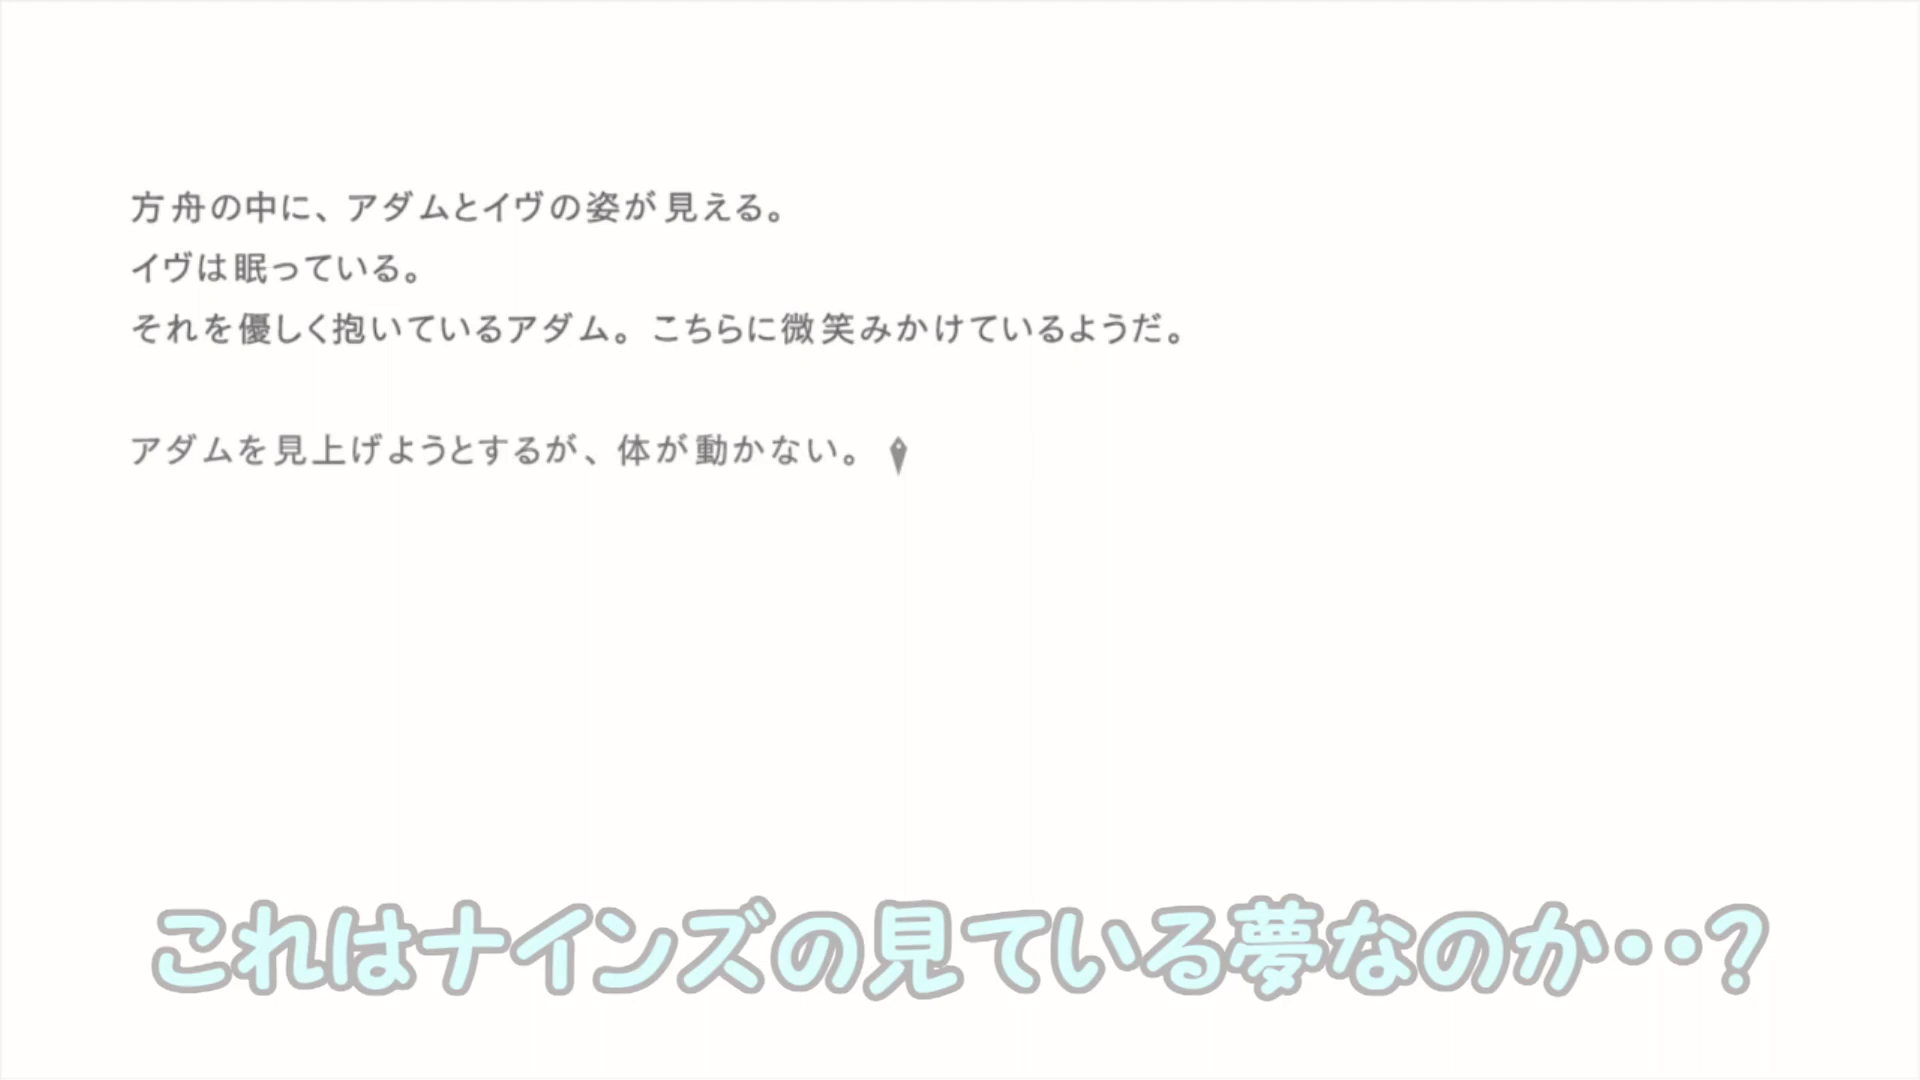 方舟の中に、アダムとイヴの姿が見える。
イヴは眠っている。
それを優しく抱いているアダム。こちらに微笑みかけているようだ。
アダムを見上げようとするが、体が動かない。
これはナインズの見ている夢なのか・・？